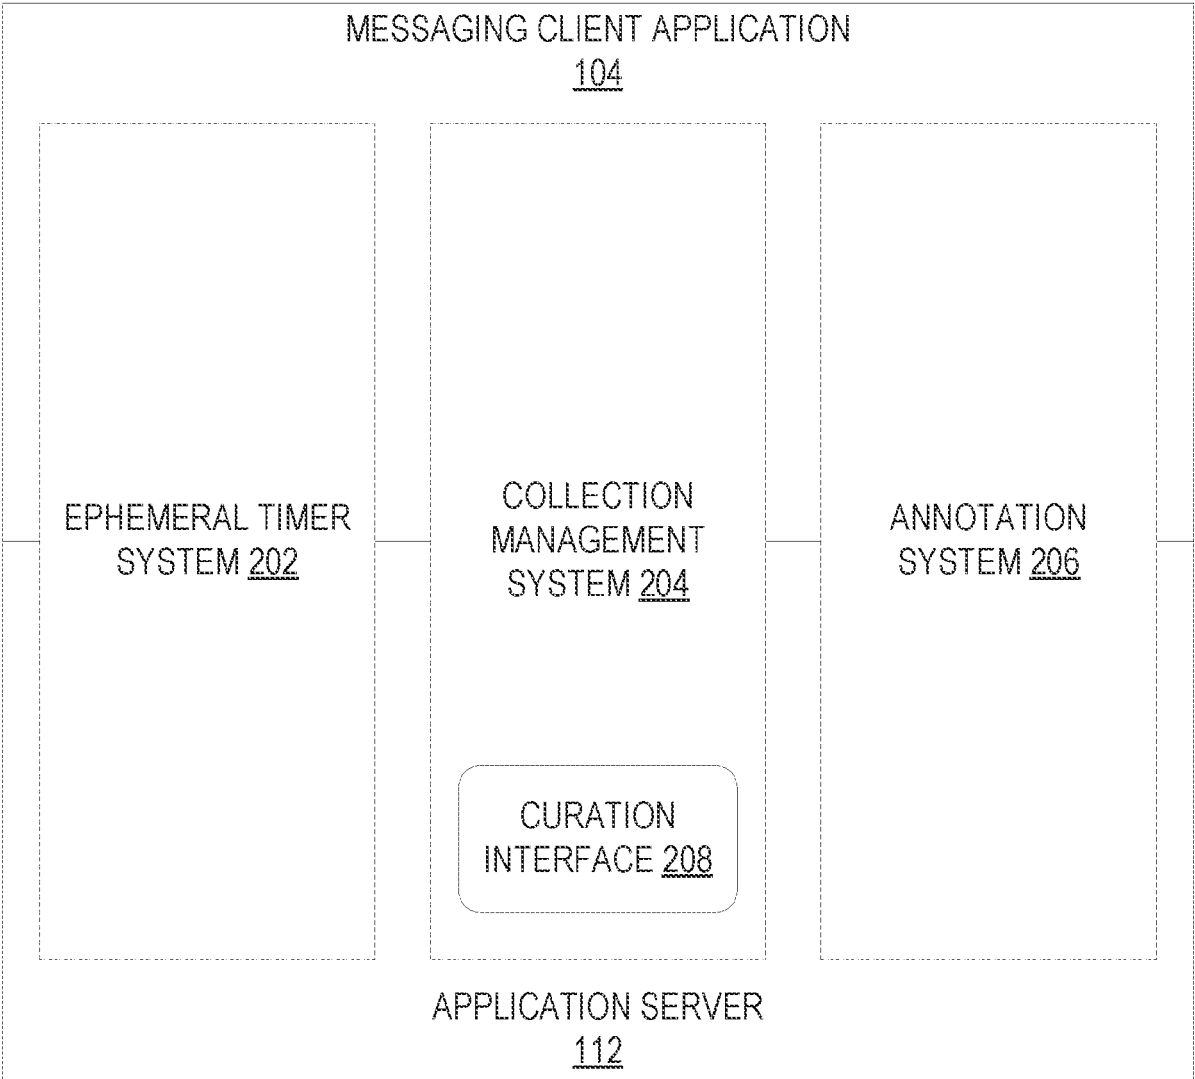 MESSAGING CLIENT APPLICATION
104
EPHEMERAL TIMER
SYSTEM 202
COLLECTION
MANAGEMENT
SYSTEM 204
ANNOTATION
SYSTEM 206
CURATION
INTERFACE 208
APPLICATION SERVER
112